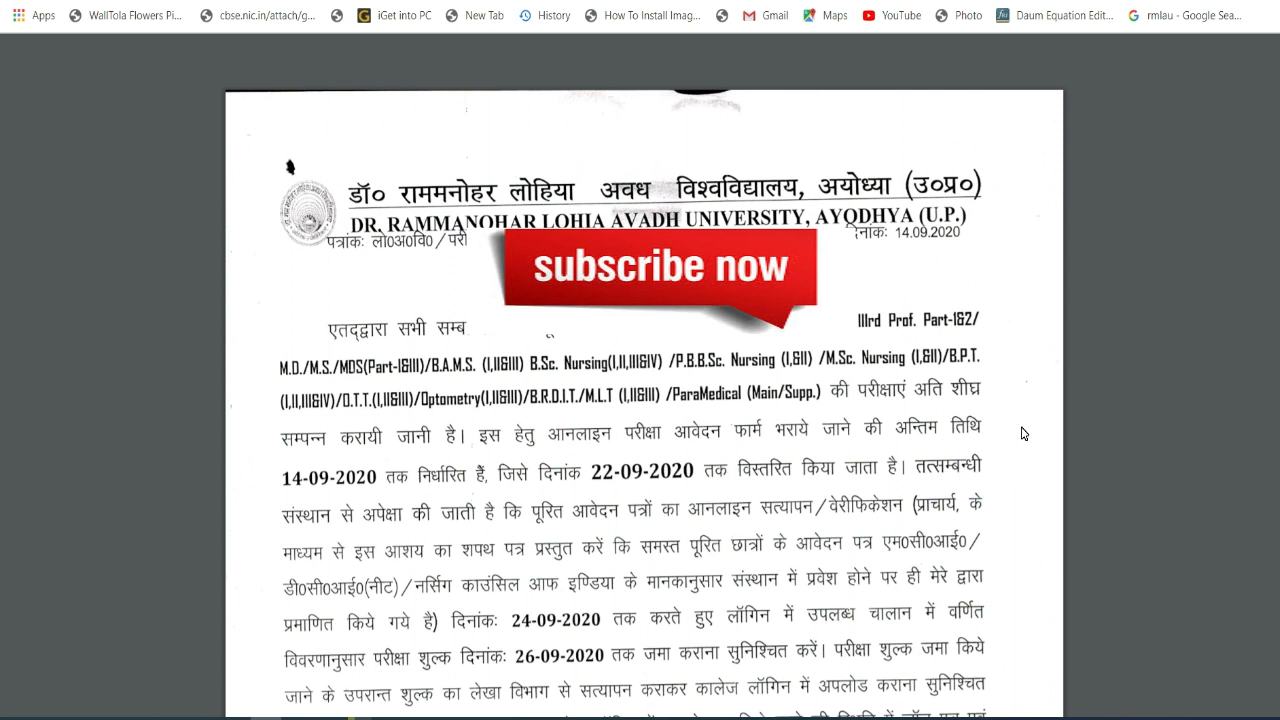 Apps WallTola Flowers Pi... cbse.nic.in/attach/g... iGet into PC New Tab History How To Install Imag... Gmail Maps YouTube Photo Daum Equation Edit... rmlau - Google Sea...
डॉ० राममनोहर लोहिया अवध विश्वविद्यालय, अयोध्या (उ०प्र०)
DR. RAMMANOHAR LOHIA AVADH UNIVERSITY, AYODHYA (U.P.)
पत्रांकः लो0अ0वि0/परी
नांकः 14.09.2020
subscribe now
एतद्द्वारा सभी सम्ब
IIIrd Prof. Part-1&2/
M.D./M.S./MDS(Part-I&III)/B.A.M.S. (I,II&III) B.Sc. Nursing(I,II,III&IV) /P.B.B.Sc. Nursing (I,&II) /M.Sc. Nursing (I,&II)/B.P.T.
(I,II,III&IV)/O.T.T.(I,II&III)/Optometry(I,II&III)/B.R.D.I.T./M.L.T (I,II&III) /ParaMedical (Main/Supp.) की परीक्षाएं अति शीघ्र
सम्पन्न करायी जानी है। इस हेतु आनलाइन परीक्षा आवेदन फार्म भराये जाने की अन्तिम तिथि
14-09-2020 तक निर्धारित हैं, जिसे दिनांक 22-09-2020 तक विस्तरित किया जाता है। तत्सम्बन्धी
संस्थान से अपेक्षा की जाती है कि पूरित आवेदन पत्रों का आनलाइन सत्यापन/वेरीफिकेशन (प्राचार्य, के
माध्यम से इस आशय का शपथ पत्र प्रस्तुत करें कि समस्त पूरित छात्रों के आवेदन पत्र एम0सी0आई0/
डी0सी0आई0(नीट)/नर्सिग काउंसिल आफ इण्डिया के मानकानुसार संस्थान में प्रवेश होने पर ही मेरे द्वारा
प्रमाणित किये गये है) दिनांकः 24-09-2020 तक करते हुए लॉगिन में उपलब्ध चालान में वर्णित
विवरणानुसार परीक्षा शुल्क दिनांकः 26-09-2020 तक जमा कराना सुनिश्चित करें। परीक्षा शुल्क जमा किये
जाने के उपरान्त शुल्क का लेखा विभाग से सत्यापन कराकर कालेज लॉगिन में अपलोड कराना सुनिश्चित